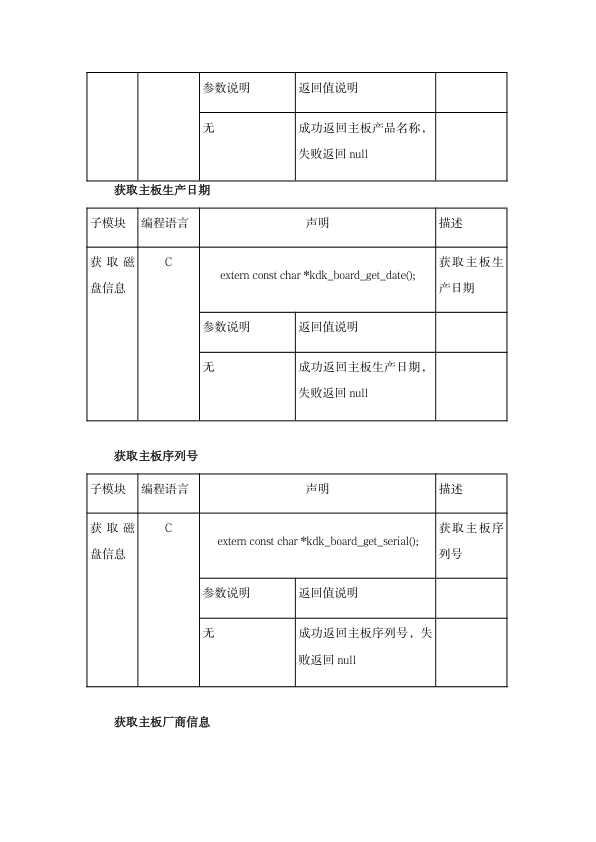 参数说明 返回值说明
无 成功返回主板产品名称，
失败返回 null
获取主板生产日期
子模块 编程语言 声明 描述
获取磁 C 获取主板生
盘信息 extern const char *kdk_board_get_date(); 产日期
参数说明 返回值说明
无 成功返回主板生产日期，
失败返回 null
获取主板序列号
子模块 编程语言 声明 描述
获取磁 C 获取主板序
盘信息 extern const char *kdk_board_get_serial(); 列号
参数说明 返回值说明
无 成功返回主板序列号，失
败返回 null
获取主板厂商信息